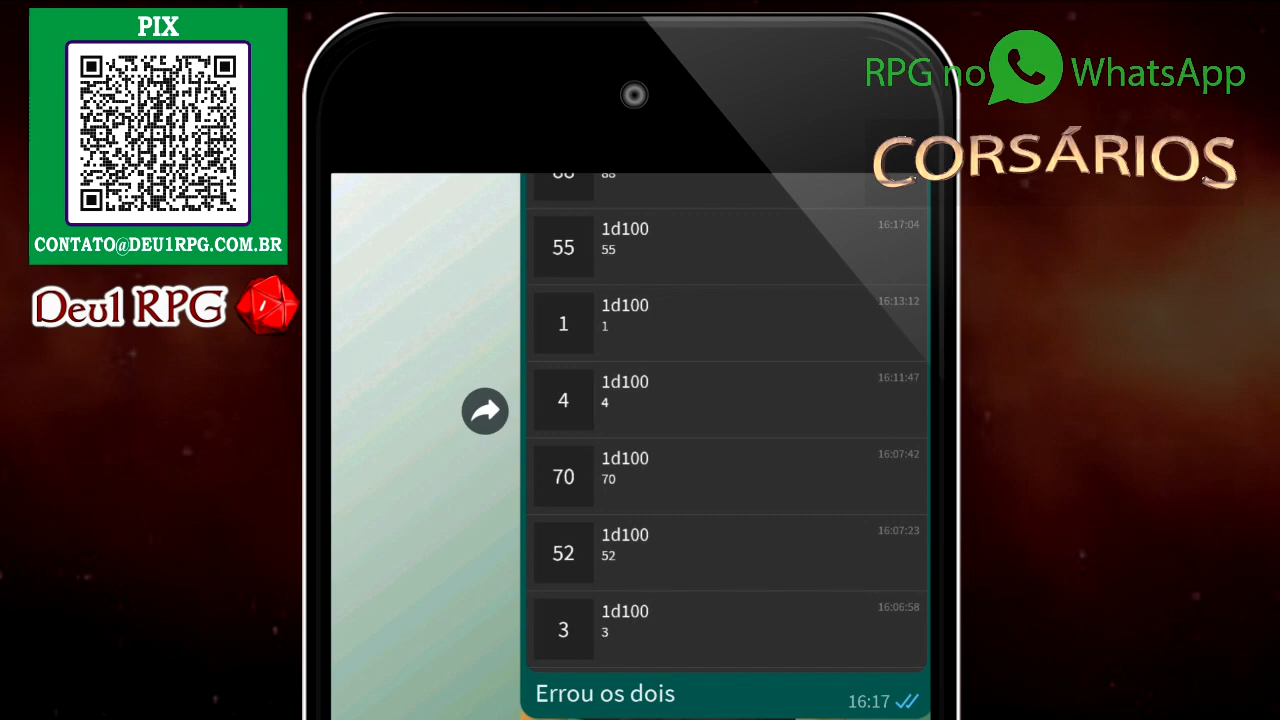 PIX
CONTATO@DEU1RPG.COM.BR
Deu1 RPG
RPG no WhatsApp
CORSÁRIOS
88
88
55
1d100
55
16:17:04
1
1d100
1
16:13:12
4
1d100
4
16:11:47
70
1d100
70
16:07:42
52
1d100
52
16:07:23
3
1d100
3
16:06:58
Errou os dois
16:17